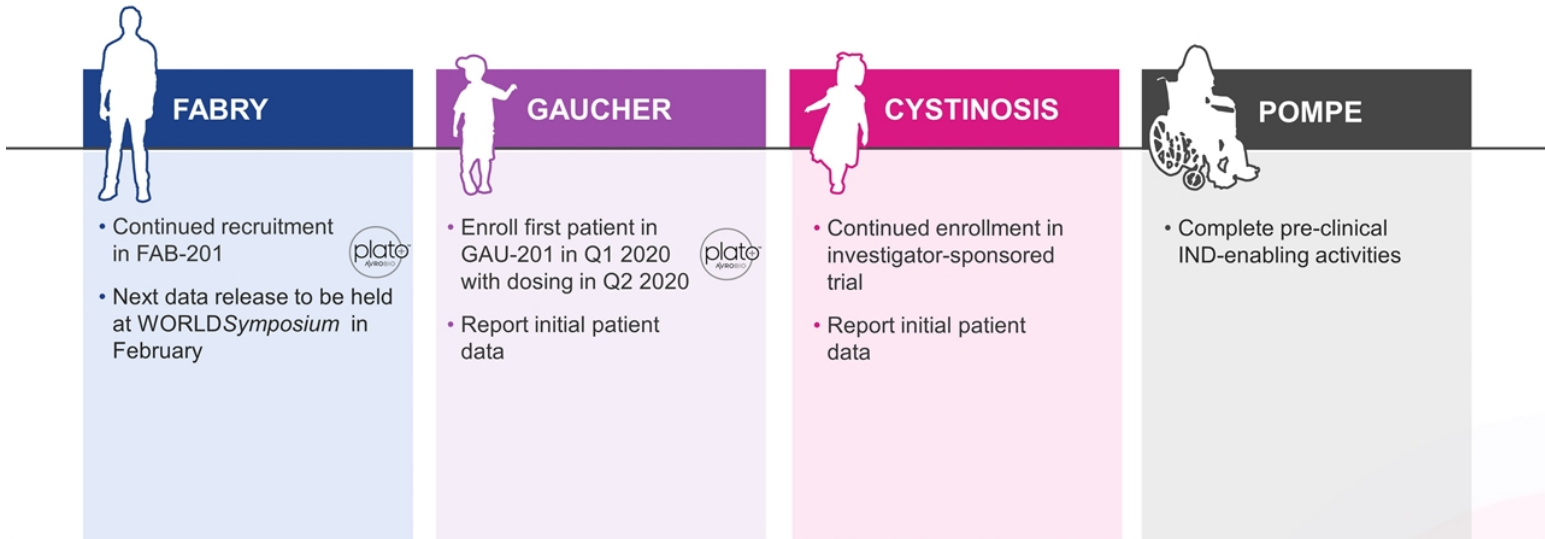 FABRY
• Continued recruitment
in FAB-201
plato™
AVROBIO
• Next data release to be held
at WORLDSymposium in
February
GAUCHER
• Enroll first patient in
GAU-201 in Q1 2020
with dosing in Q2 2020
plato™
AVROBIO
• Report initial patient
data
CYSTINOSIS
• Continued enrollment in
investigator-sponsored
trial
• Report initial patient
data
POMPE
• Complete pre-clinical
IND-enabling activities